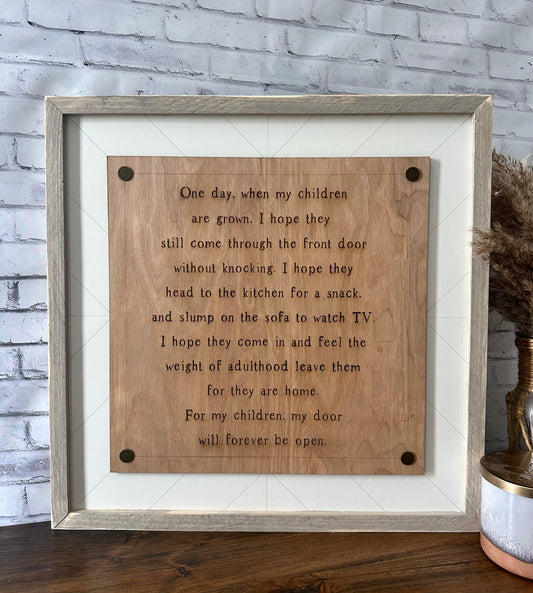 One day, when my children
are grown, I hope they
still come through the front door
without knocking. I hope they
head to the kitchen for a snack,
and slump on the sofa to watch TV.
I hope they come in and feel the
weight of adulthood leave them
for they are home.
For my children, my door
will forever be open.